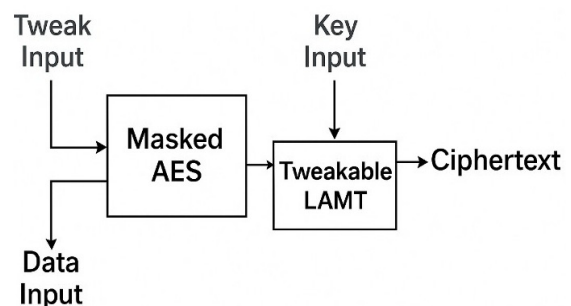 Tweak
Input
Key
Input
Masked
AES
Tweakable
LAMT
Ciphertext
Data
Input